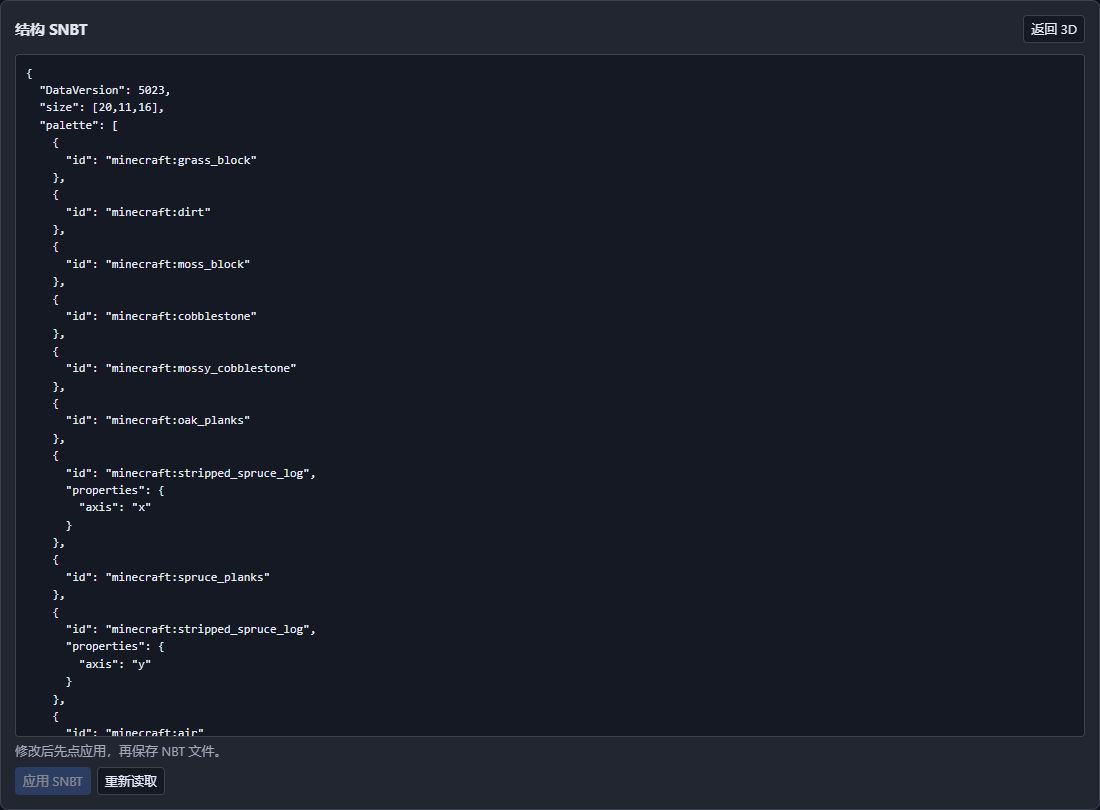 结构 SNBT
返回 3D
{
  "DataVersion": 5023,
  "size": [20,11,16],
  "palette": [
    {
      "id": "minecraft:grass_block"
    },
    {
      "id": "minecraft:dirt"
    },
    {
      "id": "minecraft:moss_block"
    },
    {
      "id": "minecraft:cobblestone"
    },
    {
      "id": "minecraft:mossy_cobblestone"
    },
    {
      "id": "minecraft:oak_planks"
    },
    {
      "id": "minecraft:stripped_spruce_log",
      "properties": {
        "axis": "x"
      }
    },
    {
      "id": "minecraft:spruce_planks"
    },
    {
      "id": "minecraft:stripped_spruce_log",
      "properties": {
        "axis": "y"
      }
    },
    {
      "id": "minecraft:air"
修改后先点应用，再保存 NBT 文件。
应用 SNBT
重新读取